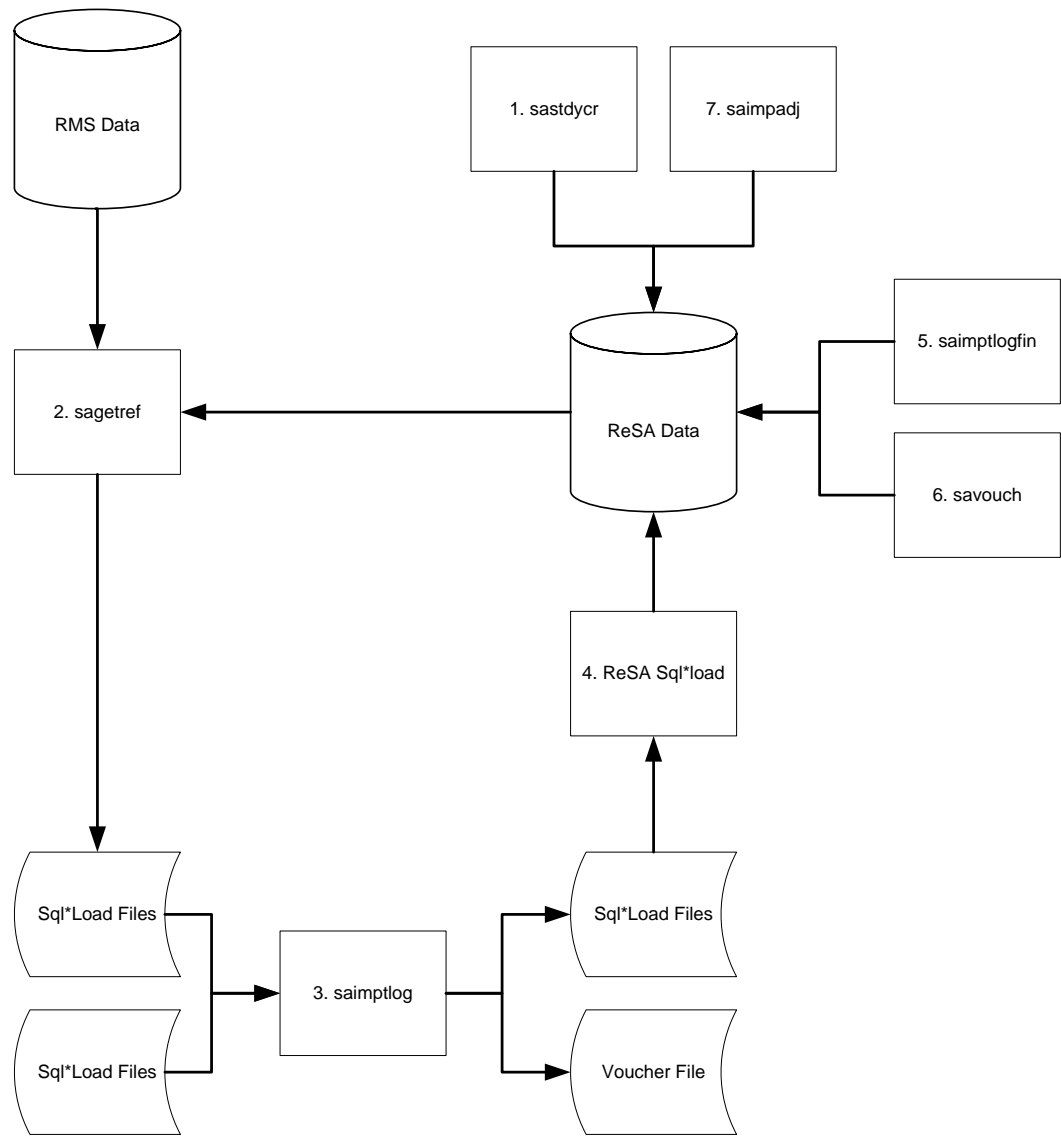 RMS Data
1. sastdycr
7. saimpadj
5. saimptlogfin
2. sagetref
ReSA Data
6. savouch
4. ReSA Sql*load
Sql*Load Files
Sql*Load Files
3. saimptlog
Sql*Load Files
Voucher File